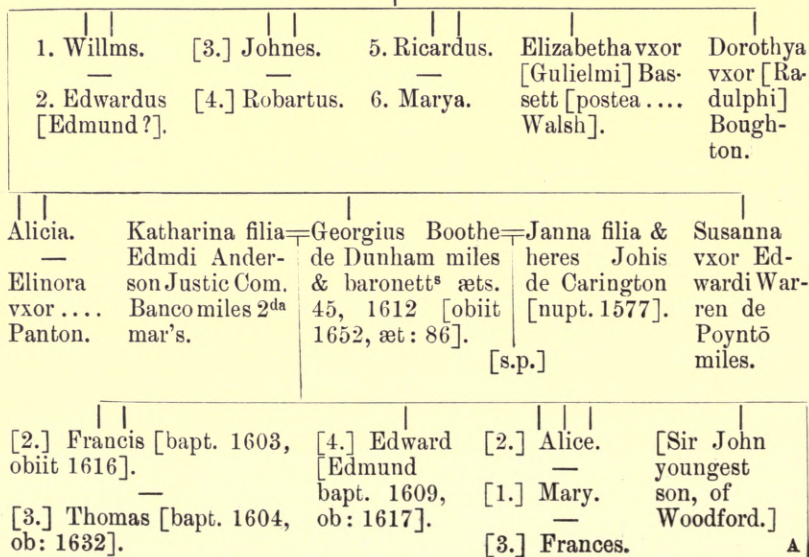 1. Willms.
—
2. Edwardus
[Edmund?].
[3.] Johnes.
—
[4.] Robartus.
5. Ricardus.
—
6. Marya.
Elizabetha vxor
[Gulielmi] Bas-
sett [postea ....
Walsh].
Dorothya
vxor [Ra-
dulphi]
Bough-
ton.
Alicia.
—
Elinora
vxor ....
Panton.
Katharina filia
Edmdi Ander-
son Justic Com.
Banco miles 2da
mar's.
Georgius Boothe
de Dunham miles
& baronetts æts.
45, 1612 [obiit
1652, æt: 86].
Janna filia &
heres Johis
de Carington
[nupt. 1577].
[s.p.]
Susanna
vxor Ed-
wardi War-
ren de
Poyntō
miles.
[2.] Francis [bapt. 1603,
obiit 1616].
—
[3.] Thomas [bapt. 1604,
ob: 1632].
[4.] Edward
[Edmund
bapt. 1609,
ob: 1617].
[2.] Alice.
—
[1.] Mary.
—
[3.] Frances.
[Sir John
youngest
son, of
Woodford.]
A